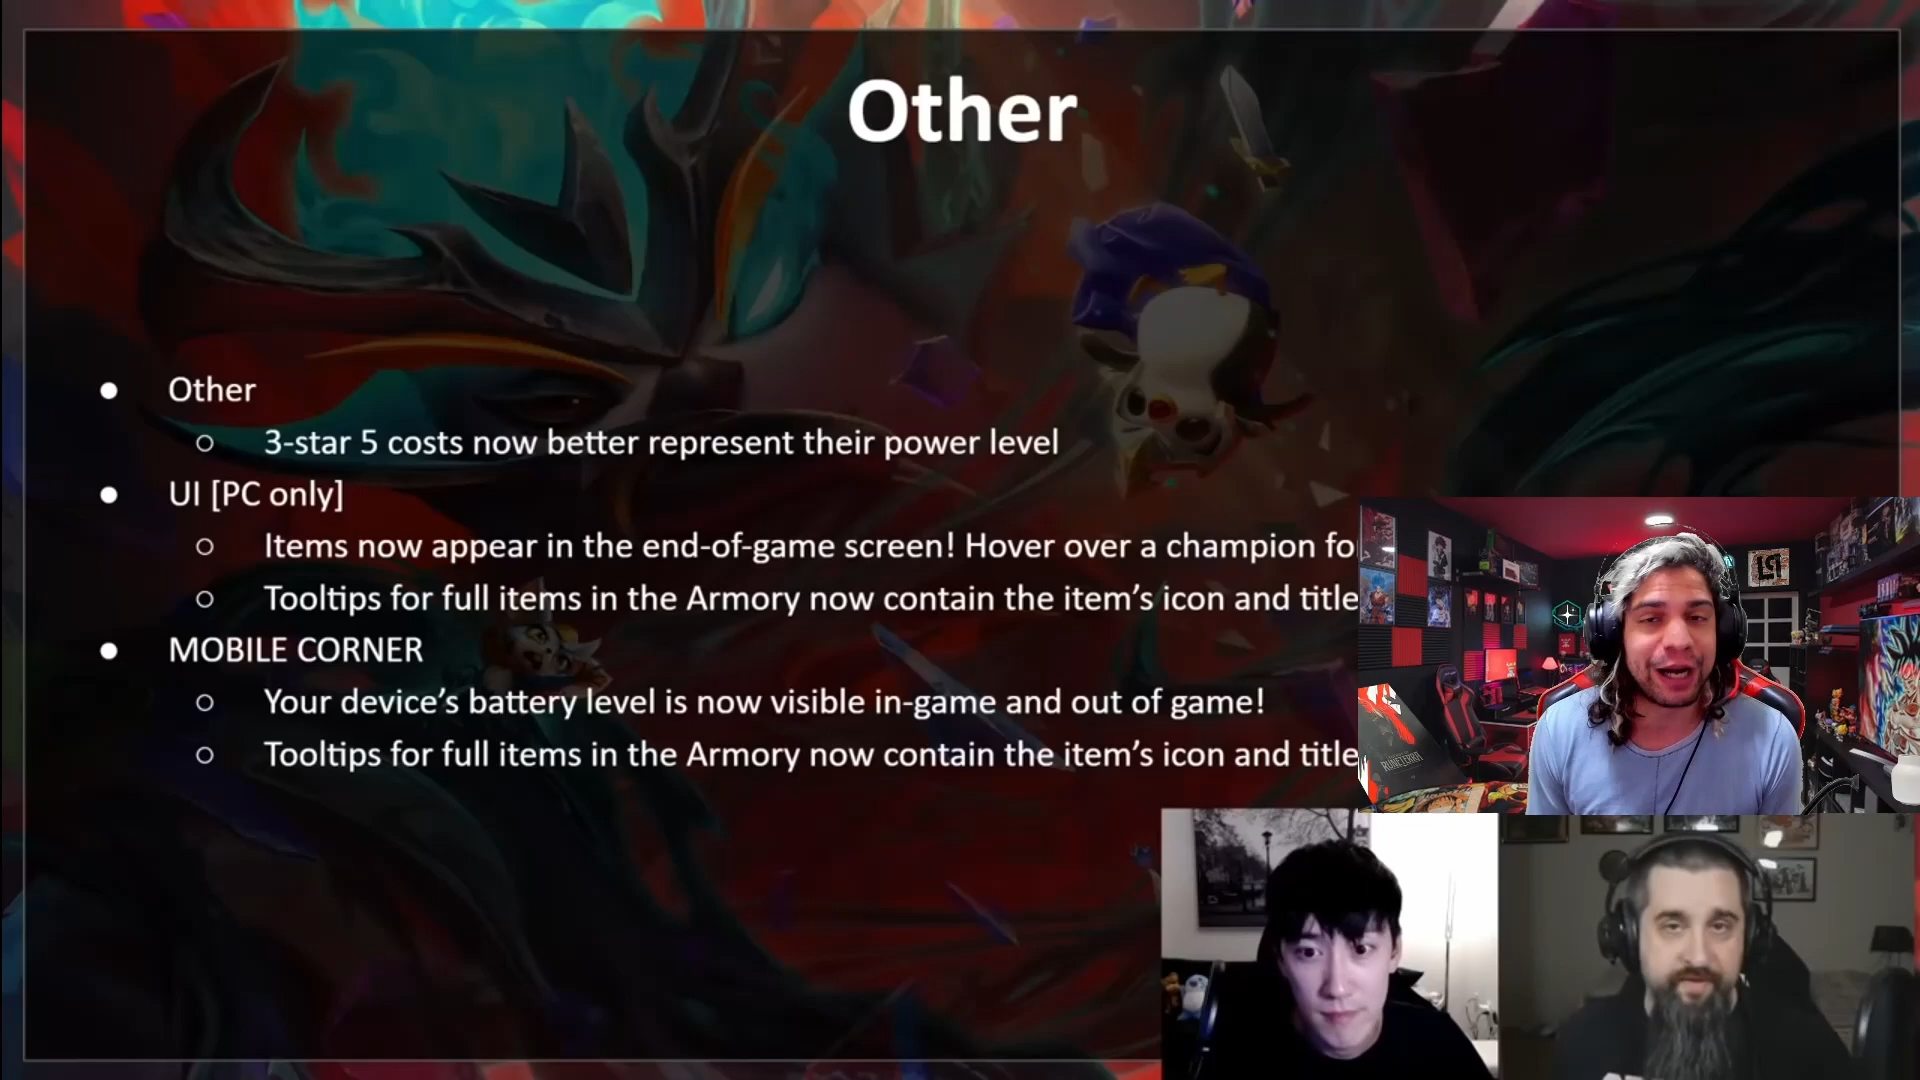 Other
● Other
○ 3-star 5 costs now better represent their power level
● UI [PC only]
○ Items now appear in the end-of-game screen! Hover over a champion fo
○ Tooltips for full items in the Armory now contain the item’s icon and title
● MOBILE CORNER
○ Your device’s battery level is now visible in-game and out of game!
○ Tooltips for full items in the Armory now contain the item’s icon and title
RUNETERRA